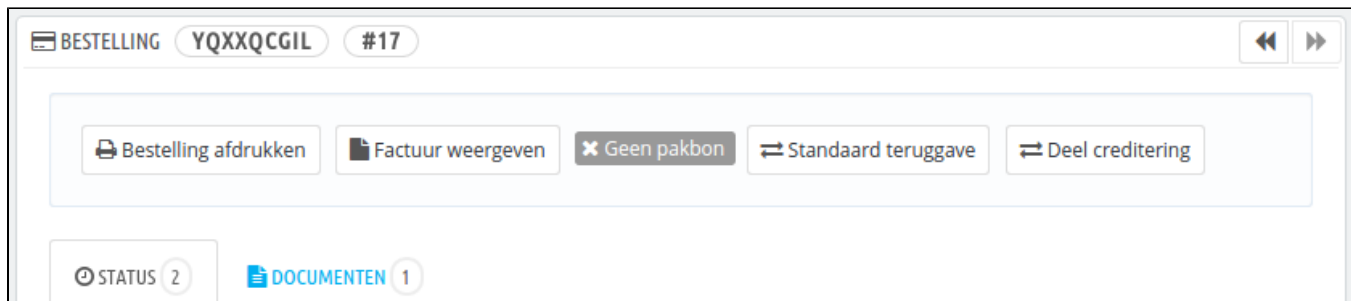 BESTELLING YQXXQCGIL #17
Bestelling afdrukken Factuur weergeven Geen pakbon Standaard teruggave Deel creditering
STATUS 2 DOCUMENTEN 1